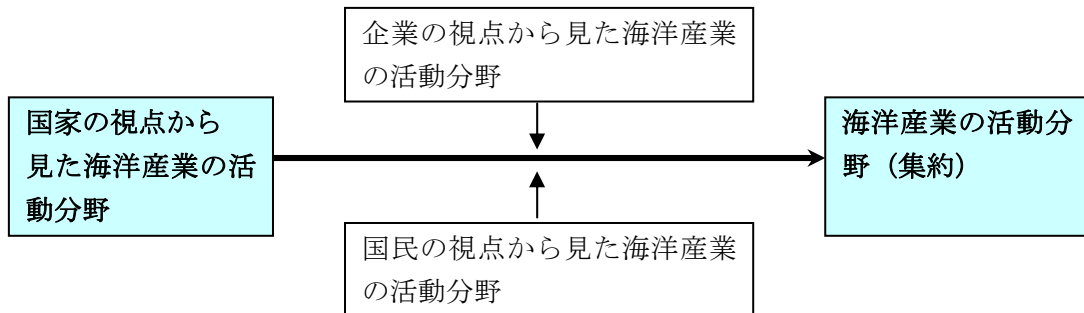 企業の視点から見た海洋産業
の活動分野
国家の視点から
見た海洋産業の活
動分野
海洋産業の活動分
野（集約）
国民の視点から見た海洋産業
の活動分野